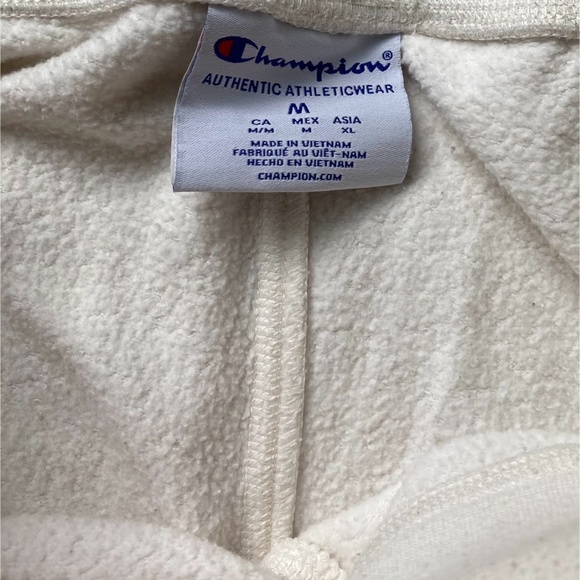 Champion®
AUTHENTIC ATHLETICWEAR
M
CA MEX ASIA
M/M M XL
MADE IN VIETNAM
FABRIQUÉ AU VIÊT-NAM
HECHO EN VIETNAM
CHAMPION.COM